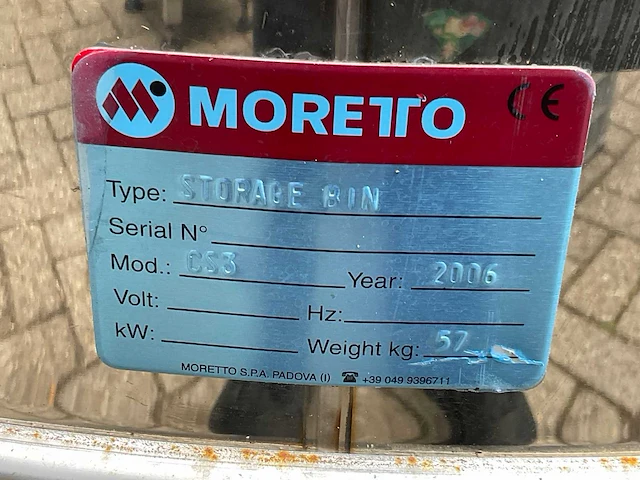 MORETTO CE
Type: STORAGE BIN
Serial N°
Mod.: CS3 Year: 2006
Volt: Hz:
kW: Weight kg: 57
MORETTO S.P.A. PADOVA (I) ☎ +39 049 9396711